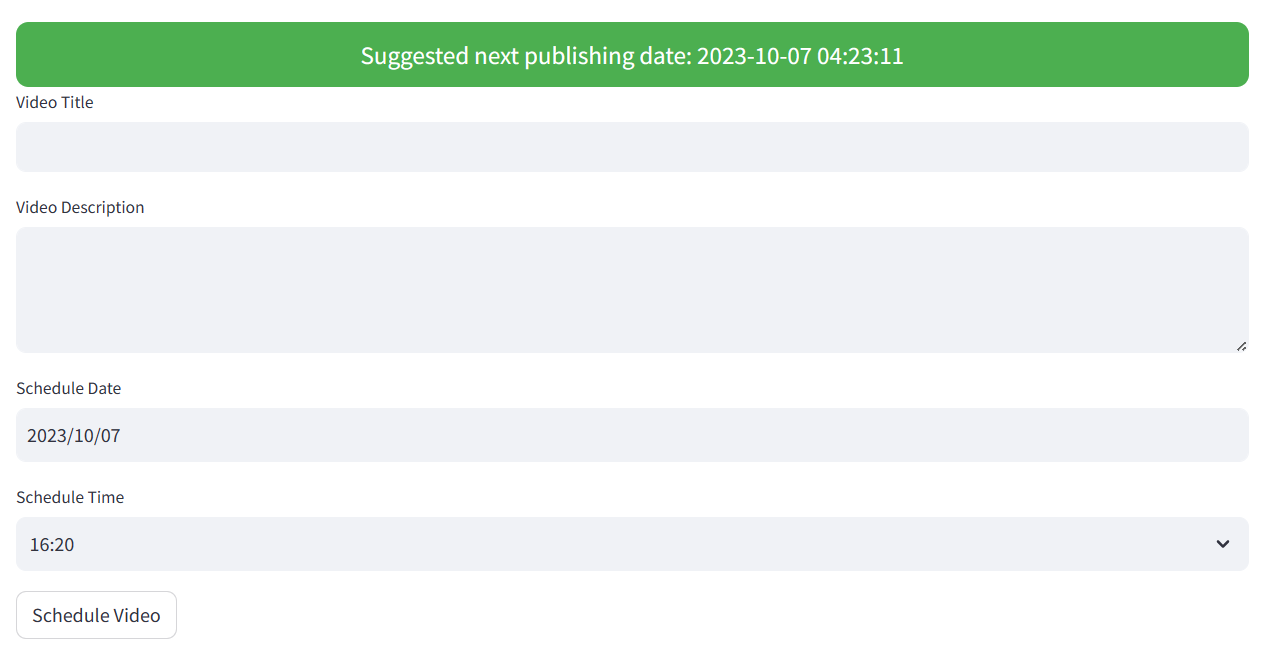 Suggested next publishing date: 2023-10-07 04:23:11
Video Title
Video Description
Schedule Date
2023/10/07
Schedule Time
16:20
Schedule Video